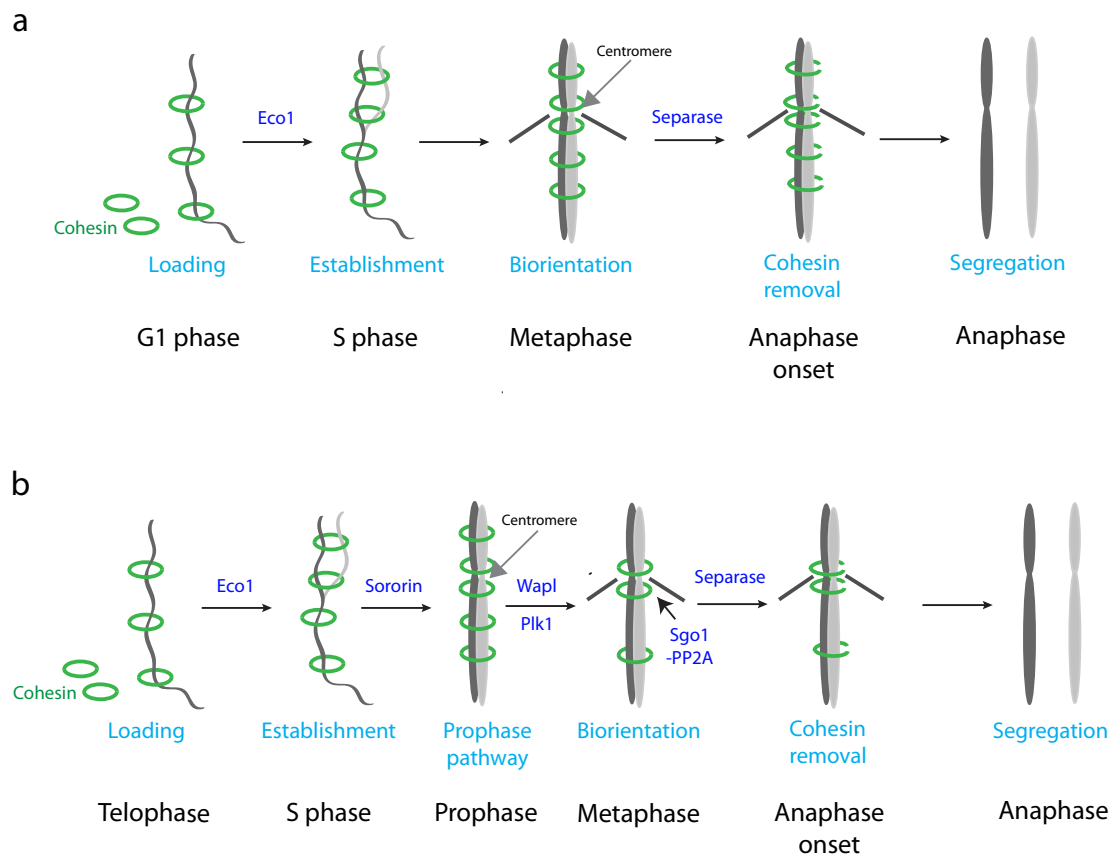 a
Centromere
Eco1
Separase
Cohesin
Loading
Establishment
Biorientation
Cohesin
removal
Segregation
G1 phase
S phase
Metaphase
Anaphase
onset
Anaphase
b
Centromere
Eco1
Sororin
Wapl
Plk1
Separase
Sgo1
-PP2A
Cohesin
Loading
Establishment
Prophase
pathway
Biorientation
Cohesin
removal
Segregation
Telophase
S phase
Prophase
Metaphase
Anaphase
onset
Anaphase